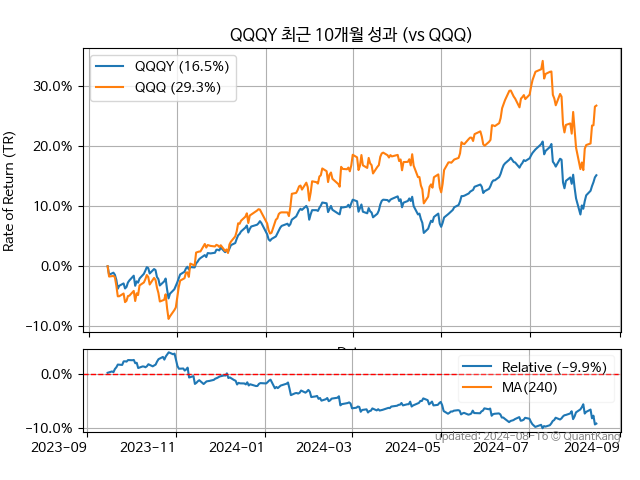 QQQY 최근 10개월 성과 (vs QQQ)
QQQY (16.5%)
QQQ (29.3%)
Rate of Return (TR)
30.0%
20.0%
10.0%
0.0%
−10.0%
Relative (−9.9%)
MA(240)
0.0%
−10.0%
updated: 2024-08-16 © QuantKang
2023−09
2023−11
2024−01
2024−03
2024−05
2024−07
2024−09